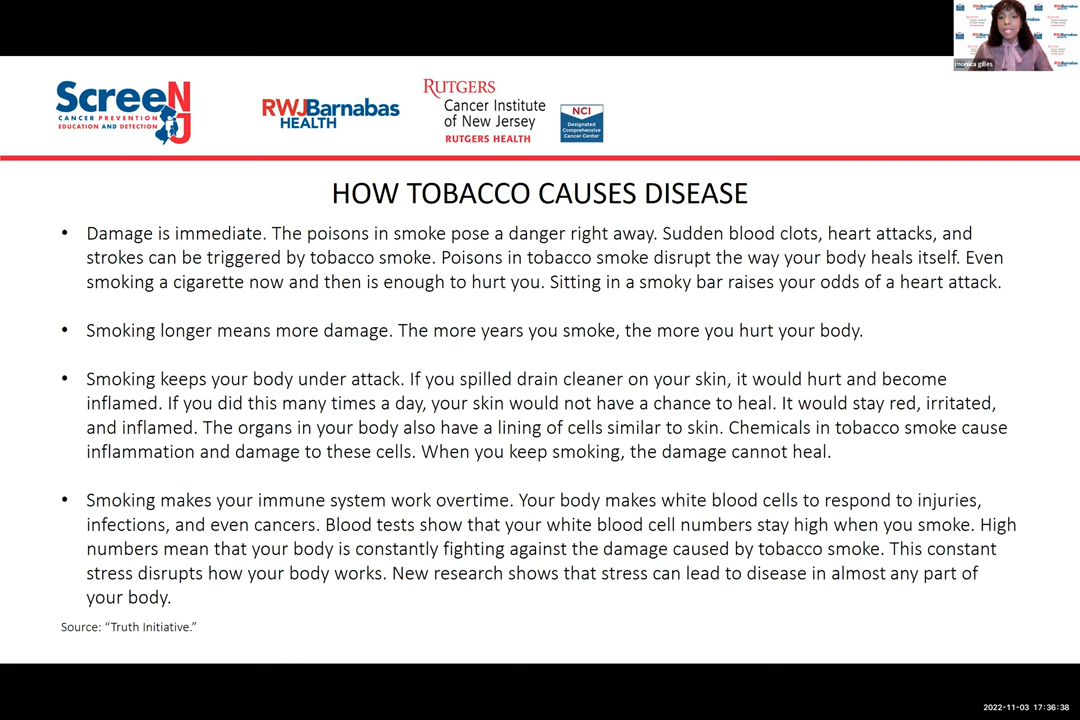 ScreeNJ
CANCER PREVENTION
EDUCATION AND DETECTION
RWJBarnabas
HEALTH
RUTGERS
Cancer Institute
of New Jersey
RUTGERS HEALTH
NCI
Designated
Comprehensive
Cancer Center
monica gilles
HOW TOBACCO CAUSES DISEASE
• Damage is immediate. The poisons in smoke pose a danger right away. Sudden blood clots, heart attacks, and
strokes can be triggered by tobacco smoke. Poisons in tobacco smoke disrupt the way your body heals itself. Even
smoking a cigarette now and then is enough to hurt you. Sitting in a smoky bar raises your odds of a heart attack.
• Smoking longer means more damage. The more years you smoke, the more you hurt your body.
• Smoking keeps your body under attack. If you spilled drain cleaner on your skin, it would hurt and become
inflamed. If you did this many times a day, your skin would not have a chance to heal. It would stay red, irritated,
and inflamed. The organs in your body also have a lining of cells similar to skin. Chemicals in tobacco smoke cause
inflammation and damage to these cells. When you keep smoking, the damage cannot heal.
• Smoking makes your immune system work overtime. Your body makes white blood cells to respond to injuries,
infections, and even cancers. Blood tests show that your white blood cell numbers stay high when you smoke. High
numbers mean that your body is constantly fighting against the damage caused by tobacco smoke. This constant
stress disrupts how your body works. New research shows that stress can lead to disease in almost any part of
your body.
Source: “Truth Initiative.”
2022-11-03 17:36:38